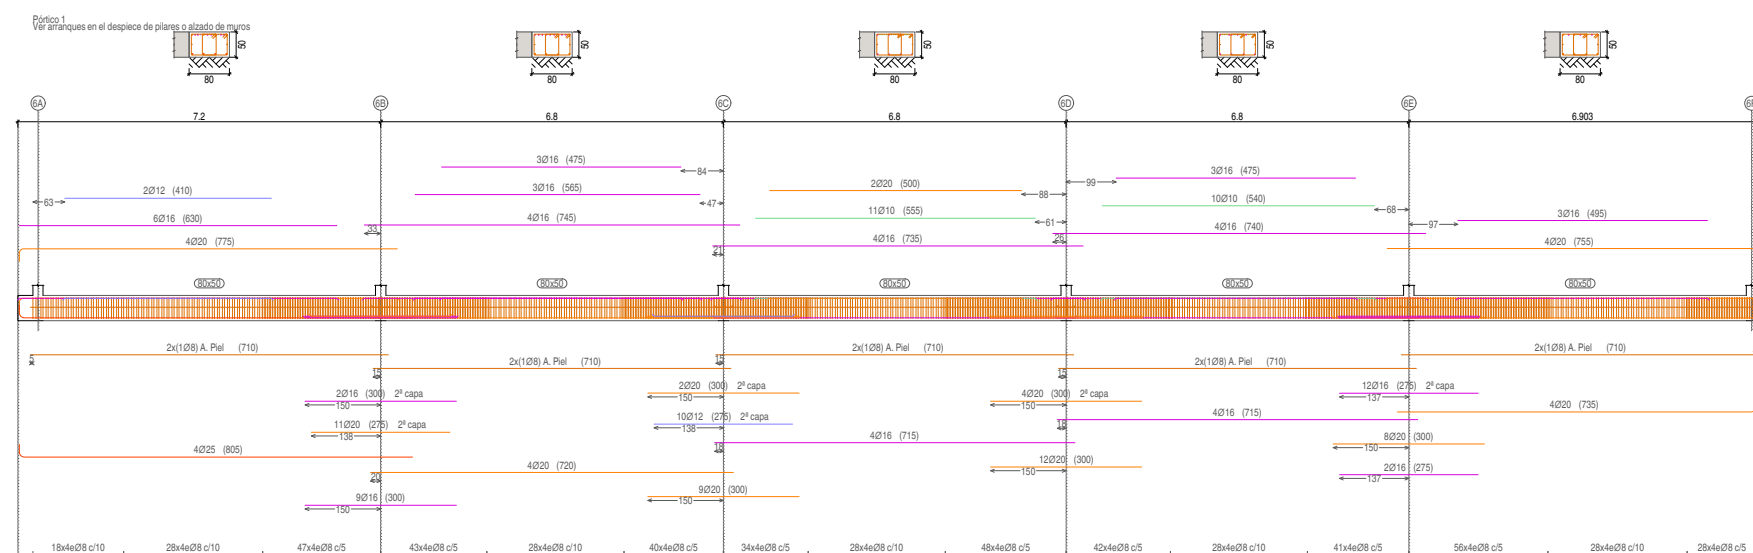 Pórtico 1
Ver arranques en el despiece de pilares o alzado de muros
50 50 50 50 50
80 80 80 80 80
6A 6B 6C 6D 6E
7.2 6.8 6.8 6.8 6.903
3Ø16 (475)
84
3Ø16 (475)
99
2Ø12 (410)
63
3Ø16 (565)
47
2Ø20 (500)
88
10Ø10 (540)
68
6Ø16 (630)
33
4Ø16 (745)
11Ø10 (555)
61
3Ø16 (495)
97
4Ø20 (775)
4Ø16 (735)
21
26
4Ø16 (740)
4Ø20 (755)
80x50 80x50 80x50 80x50 80x50
2x(1Ø8) A. Piel (710)
5
2x(1Ø8) A. Piel (710)
15
2x(1Ø8) A. Piel (710)
15
2x(1Ø8) A. Piel (710)
15
2x(1Ø8) A. Piel (710)
2Ø16 (300) 2ª capa
150
2Ø20 (300) 2ª capa
150
4Ø20 (300) 2ª capa
150
12Ø16 (275) 2ª capa
137
11Ø20 (275) 2ª capa
138
10Ø12 (275) 2ª capa
138
4Ø16 (715)
18
4Ø20 (735)
4Ø25 (805)
4Ø16 (715)
18
8Ø20 (300)
150
4Ø20 (720)
20
12Ø20 (300)
150
2Ø16 (275)
137
9Ø16 (300)
150
9Ø20 (300)
150
18x4eØ8 c/10 28x4eØ8 c/10 47x4eØ8 c/5 43x4eØ8 c/5 28x4eØ8 c/10 40x4eØ8 c/5 34x4eØ8 c/5 28x4eØ8 c/10 48x4eØ8 c/5 42x4eØ8 c/5 28x4eØ8 c/10 41x4eØ8 c/5 56x4eØ8 c/5 28x4eØ8 c/10 28x4eØ8 c/5